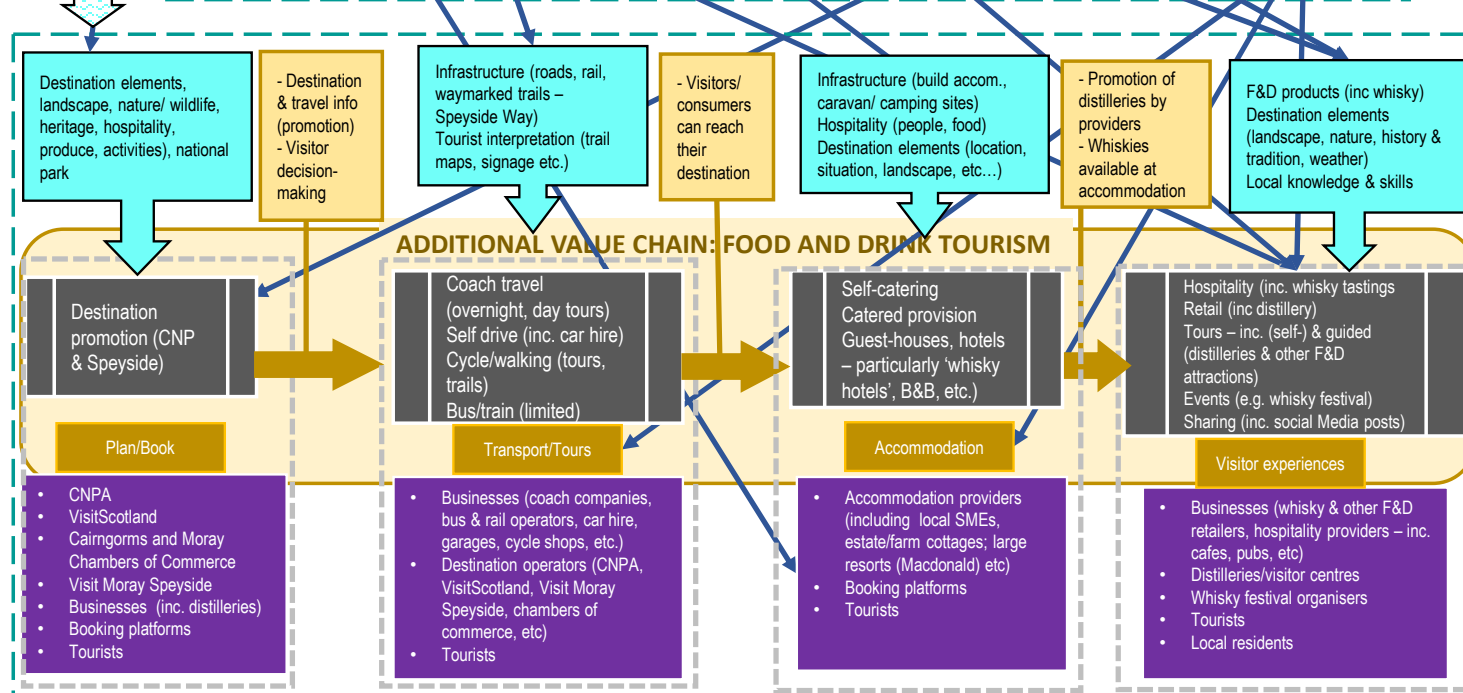 Destination elements,
landscape, nature/ wildlife,
heritage, hospitality,
produce, activities), national
park
- Destination
& travel info
(promotion)
- Visitor
decision-
making
Infrastructure (roads, rail,
waymarked trails –
Speyside Way)
Tourist interpretation (trail
maps, signage etc.)
- Visitors/
consumers
can reach
their
destination
Infrastructure (build accom.,
caravan/ camping sites)
Hospitality (people, food)
Destination elements (location,
situation, landscape, etc…)
- Promotion of
distilleries by
providers
- Whiskies
available at
accommodation
F&D products (inc whisky)
Destination elements
(landscape, nature, history &
tradition, weather)
Local knowledge & skills
ADDITIONAL VALUE CHAIN: FOOD AND DRINK TOURISM
Destination
promotion (CNP
& Speyside)
Coach travel
(overnight, day tours)
Self drive (inc. car hire)
Cycle/walking (tours,
trails)
Bus/train (limited)
Self-catering
Catered provision
Guest-houses, hotels
– particularly ‘whisky
hotels’, B&B, etc.)
Hospitality (inc. whisky tastings
Retail (inc distillery)
Tours – inc. (self-) & guided
(distilleries & other F&D
attractions)
Events (e.g. whisky festival)
Sharing (inc. social Media posts)
Plan/Book
Transport/Tours
Accommodation
Visitor experiences
• CNPA
• VisitScotland
• Cairngorms and Moray
Chambers of Commerce
• Visit Moray Speyside
• Businesses (inc. distilleries)
• Booking platforms
• Tourists
• Businesses (coach companies,
bus & rail operators, car hire,
garages, cycle shops, etc.)
• Destination operators (CNPA,
VisitScotland, Visit Moray
Speyside, chambers of
commerce, etc)
• Tourists
• Accommodation providers
(including local SMEs,
estate/farm cottages; large
resorts (Macdonald) etc)
• Booking platforms
• Tourists
• Businesses (whisky & other F&D
retailers, hospitality providers – inc.
cafes, pubs, etc)
• Distilleries/visitor centres
• Whisky festival organisers
• Tourists
• Local residents